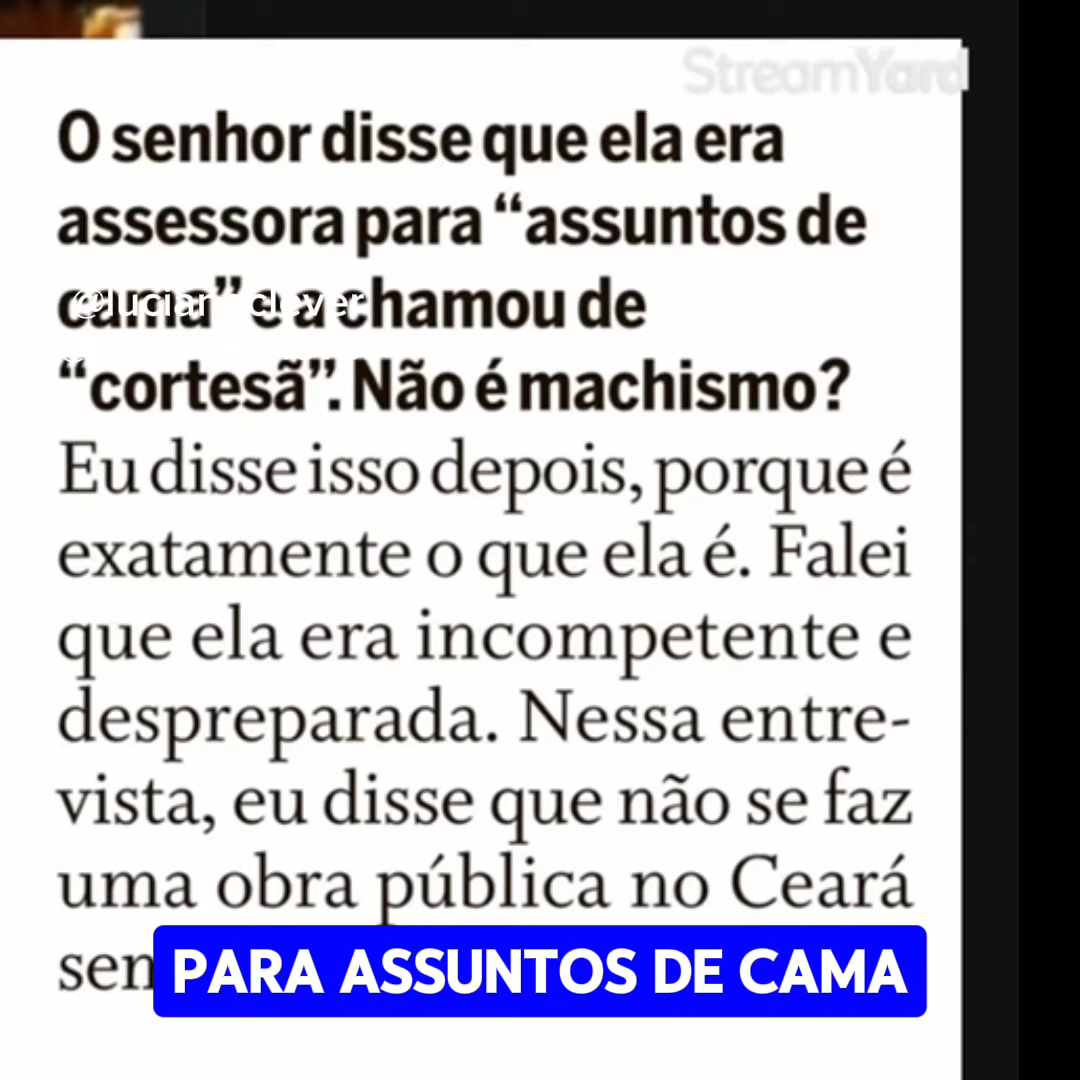 StreamYard
O senhor disse que ela era
assessora para “assuntos de
cama” e a chamou de
@lucianoclever
“cortesã”. Não é machismo?
Eu disse isso depois, porque é
exatamente o que ela é. Falei
que ela era incompetente e
despreparada. Nessa entre-
vista, eu disse que não se faz
uma obra pública no Ceará
sem
PARA ASSUNTOS DE CAMA